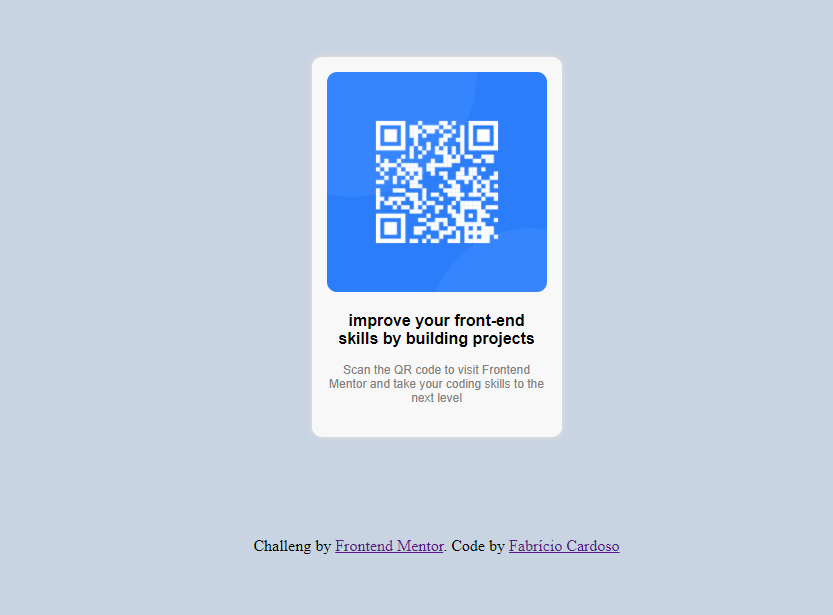 improve your front-end
skills by building projects
Scan the QR code to visit Frontend
Mentor and take your coding skills to the
next level
Challeng by Frontend Mentor. Code by Fabrício Cardoso